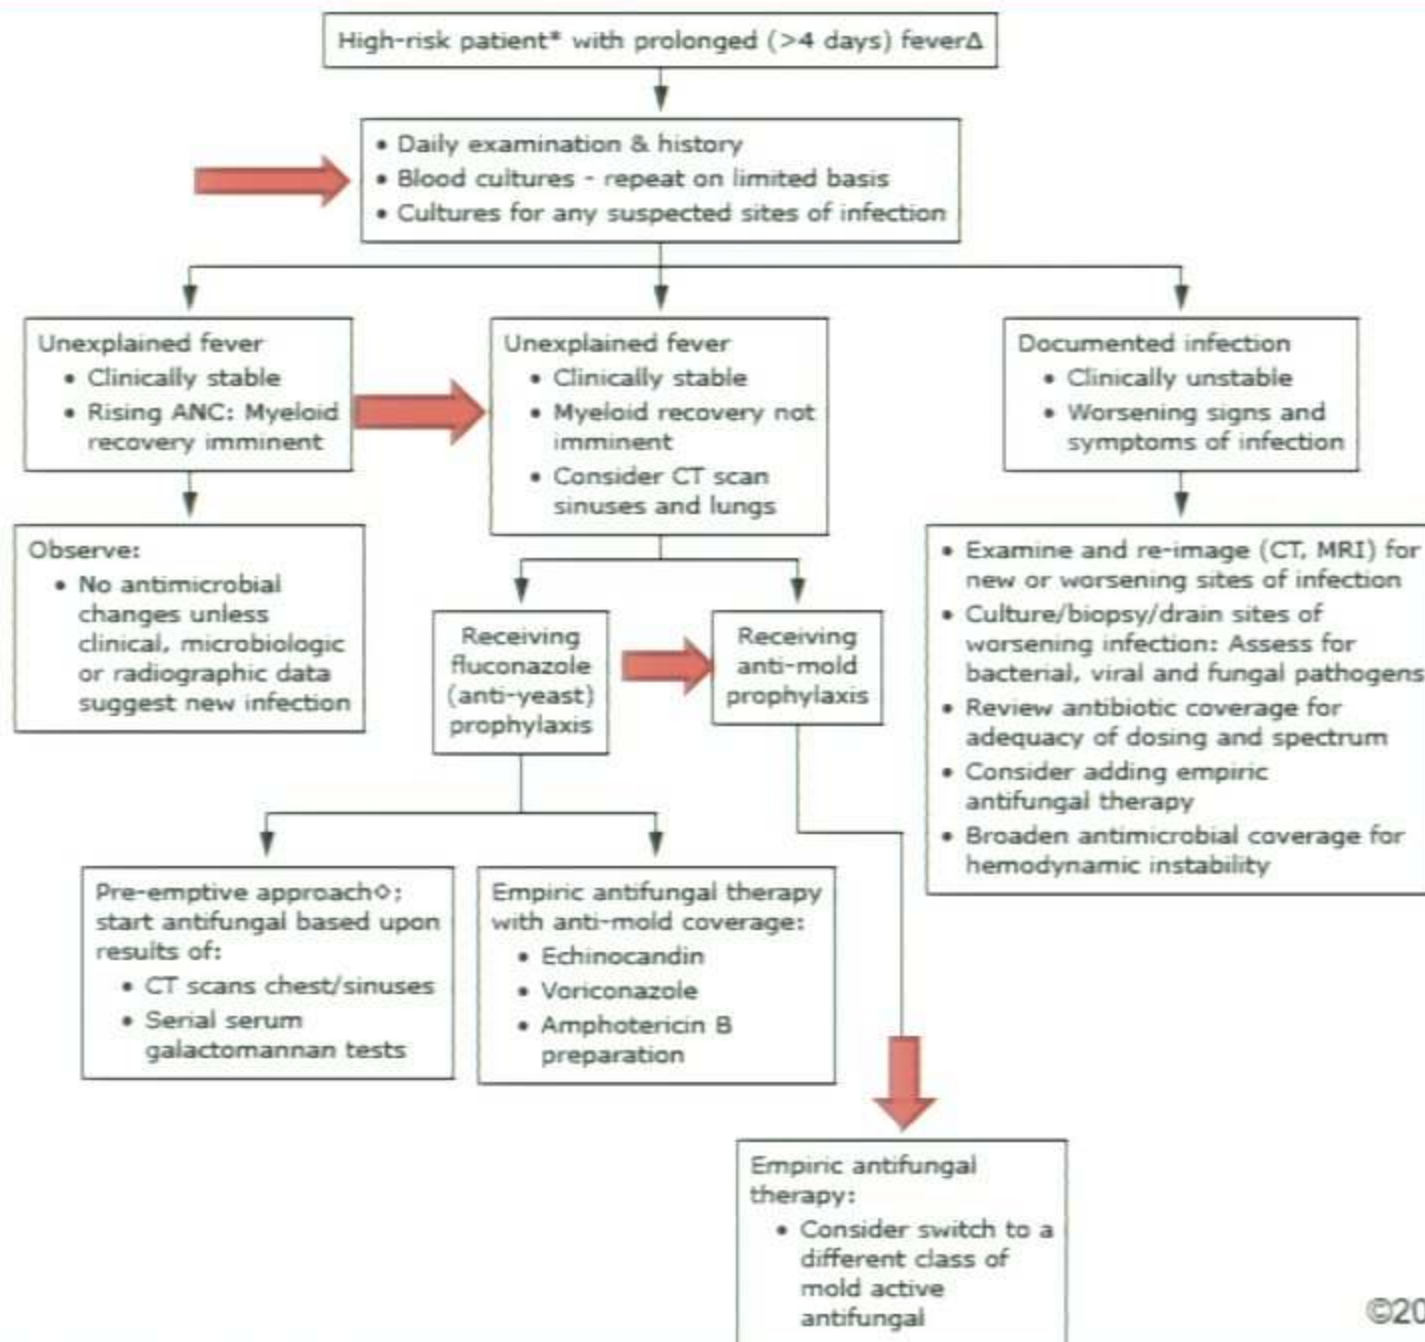 High-risk patient* with prolonged (>4 days) feverΔ
• Daily examination & history
• Blood cultures - repeat on limited basis
• Cultures for any suspected sites of infection
Unexplained fever
• Clinically stable
• Rising ANC: Myeloid
recovery imminent
Unexplained fever
• Clinically stable
• Myeloid recovery not
imminent
• Consider CT scan
sinuses and lungs
Documented infection
• Clinically unstable
• Worsening signs and
symptoms of infection
Observe:
• No antimicrobial
changes unless
clinical, microbiologic
or radiographic data
suggest new infection
Receiving
fluconazole
(anti-yeast)
prophylaxis
Receiving
anti-mold
prophylaxis
• Examine and re-image (CT, MRI) for
new or worsening sites of infection
• Culture/biopsy/drain sites of
worsening infection: Assess for
bacterial, viral and fungal pathogens
• Review antibiotic coverage for
adequacy of dosing and spectrum
• Consider adding empiric
antifungal therapy
• Broaden antimicrobial coverage for
hemodynamic instability
Pre-emptive approach◊;
start antifungal based upon
results of:
• CT scans chest/sinuses
• Serial serum
galactomannan tests
Empiric antifungal therapy
with anti-mold coverage:
• Echinocandin
• Voriconazole
• Amphotericin B
preparation
Empiric antifungal
therapy:
• Consider switch to a
different class of
mold active
antifungal
©20